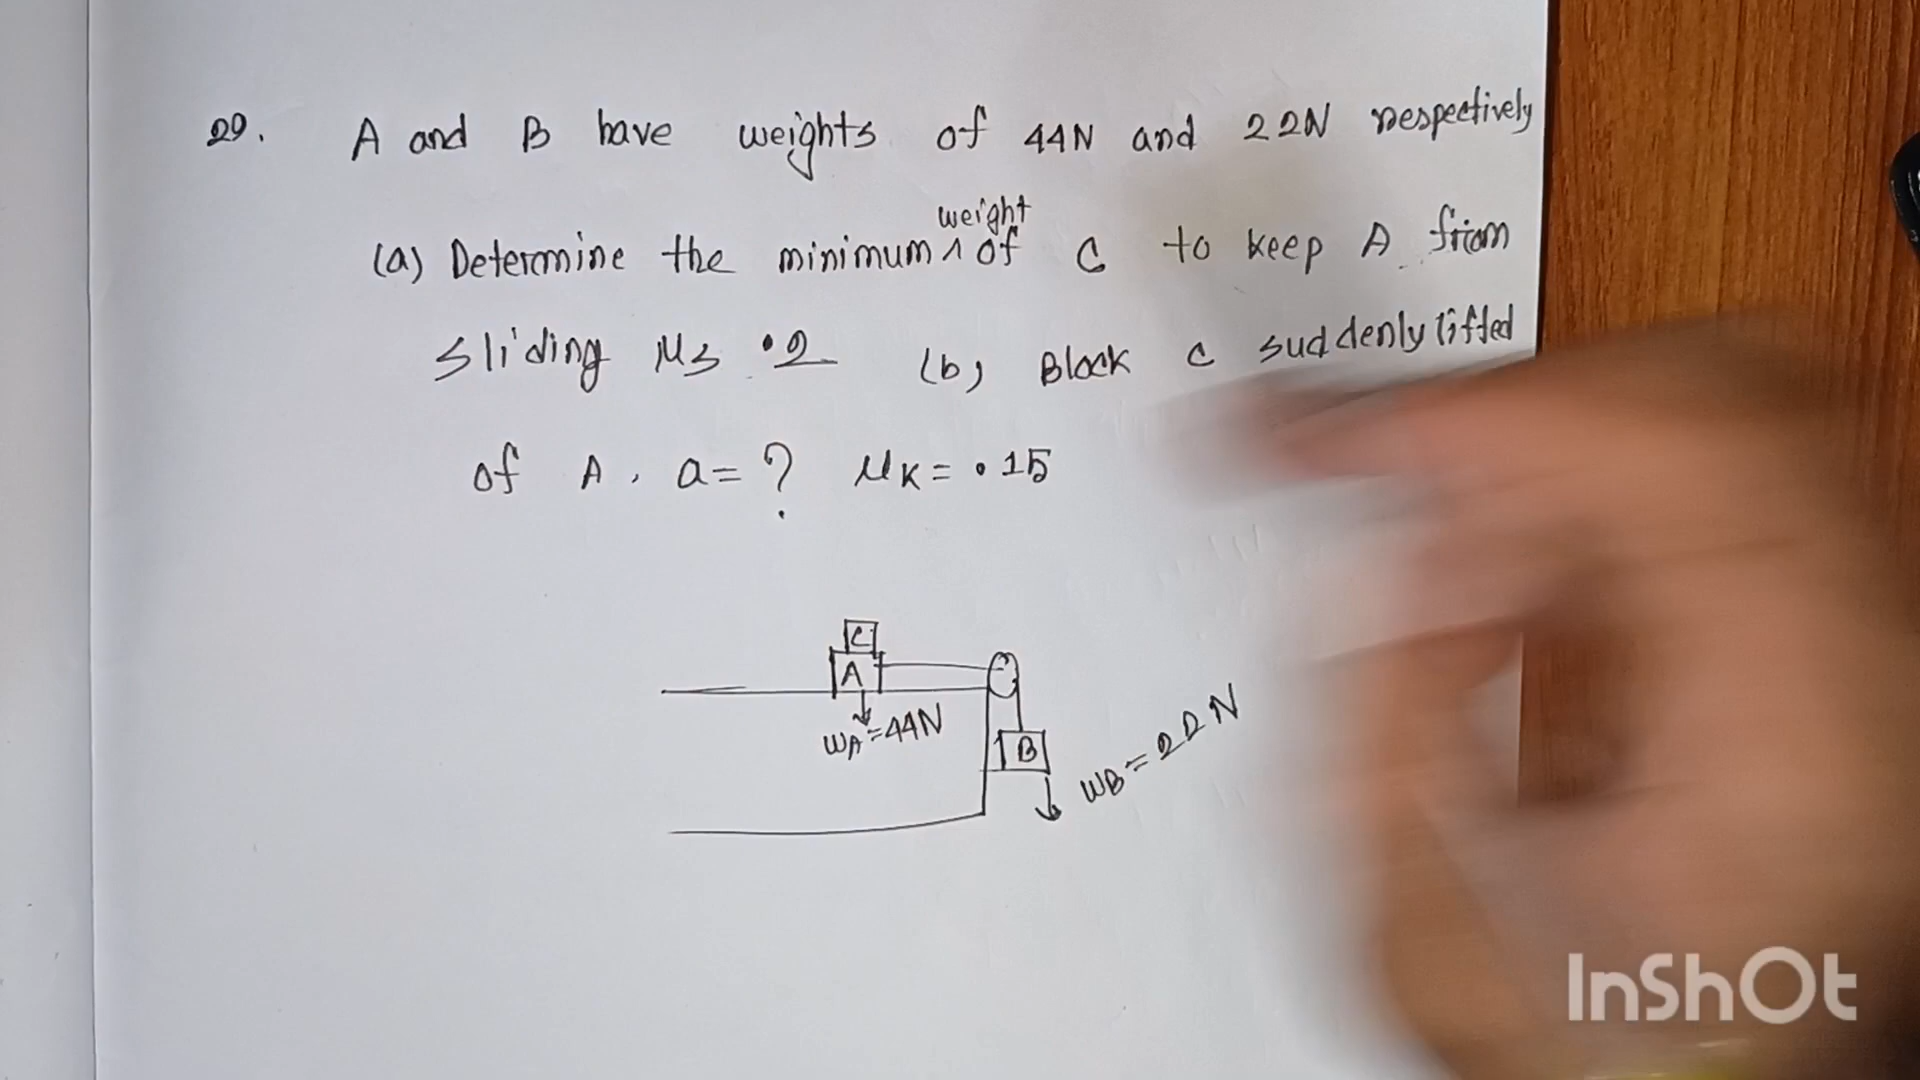 29. A and B have weights of 44N and 22N respectively
weight
(a) Determine the minimum ^ of C to keep A from
sliding μs .2 (b) Block C suddenly lifted
of A, a = ? μK = .15
C
A
WA = 44N
B
WB = 22N
InShOt